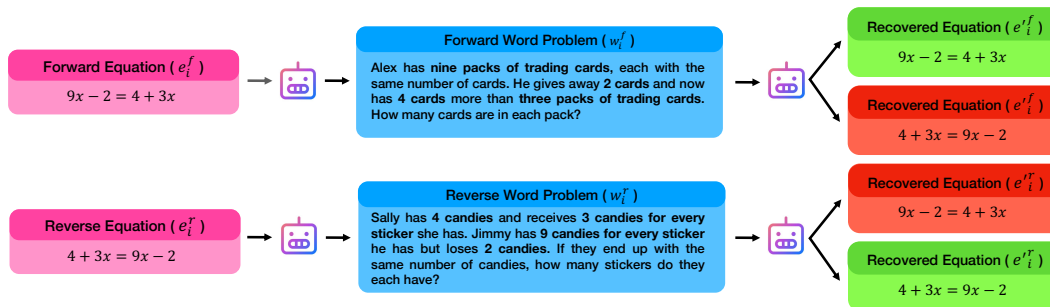 Forward Equation ( e_i^f )
9x − 2 = 4 + 3x
Forward Word Problem ( w_i^f )
Alex has nine packs of trading cards, each with the
same number of cards. He gives away 2 cards and now
has 4 cards more than three packs of trading cards.
How many cards are in each pack?
Recovered Equation ( e'_i^f )
9x − 2 = 4 + 3x
Recovered Equation ( e'_i^f )
4 + 3x = 9x − 2
Reverse Equation ( e_i^r )
4 + 3x = 9x − 2
Reverse Word Problem ( w_i^r )
Sally has 4 candies and receives 3 candies for every
sticker she has. Jimmy has 9 candies for every sticker
he has but loses 2 candies. If they end up with the
same number of candies, how many stickers do they
each have?
Recovered Equation ( e'_i^r )
9x − 2 = 4 + 3x
Recovered Equation ( e'_i^r )
4 + 3x = 9x − 2